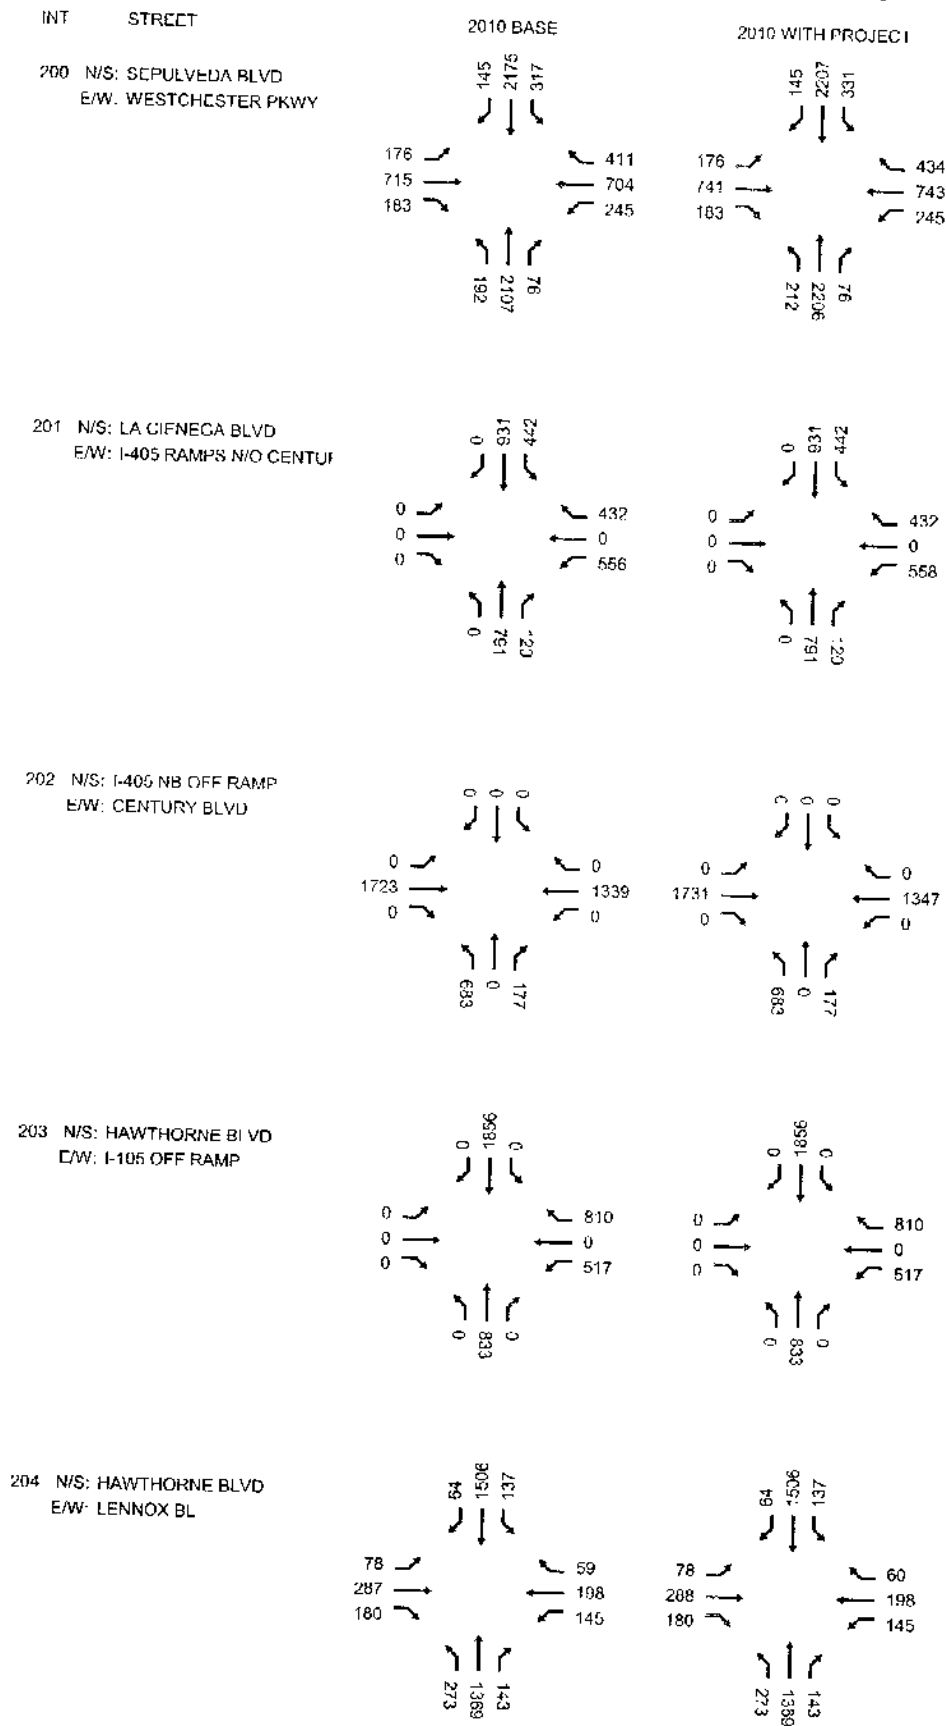 INT STREET 2010 BASE 2010 WITH PROJECT
200 N/S: SEPULVEDA BLVD
E/W: WESTCHESTER PKWY
145 2175 317
145 2207 331
176 411 176 434
715 704 741 743
183 245 183 245
192 2107 76
212 2206 76
201 N/S: LA CIENEGA BLVD
E/W: I-405 RAMPS N/O CENTUR
0 931 442
0 931 442
0 432 0 432
0 0 0 0
0 556 0 558
0 791 120
0 791 120
202 N/S: I-405 NB OFF RAMP
E/W: CENTURY BLVD
0 0 0
0 0 0
0 0 0 0
1723 1339 1731 1347
0 0 0 0
683 0 177
683 0 177
203 N/S: HAWTHORNE BLVD
E/W: I-105 OFF RAMP
0 1856 0
0 1856 0
0 810 0 810
0 0 0 0
0 517 0 517
0 833 0
0 833 0
204 N/S: HAWTHORNE BLVD
E/W: LENNOX BL
64 1506 137
64 1506 137
78 59 78 60
287 198 288 198
180 145 180 145
273 1389 143
273 1389 143